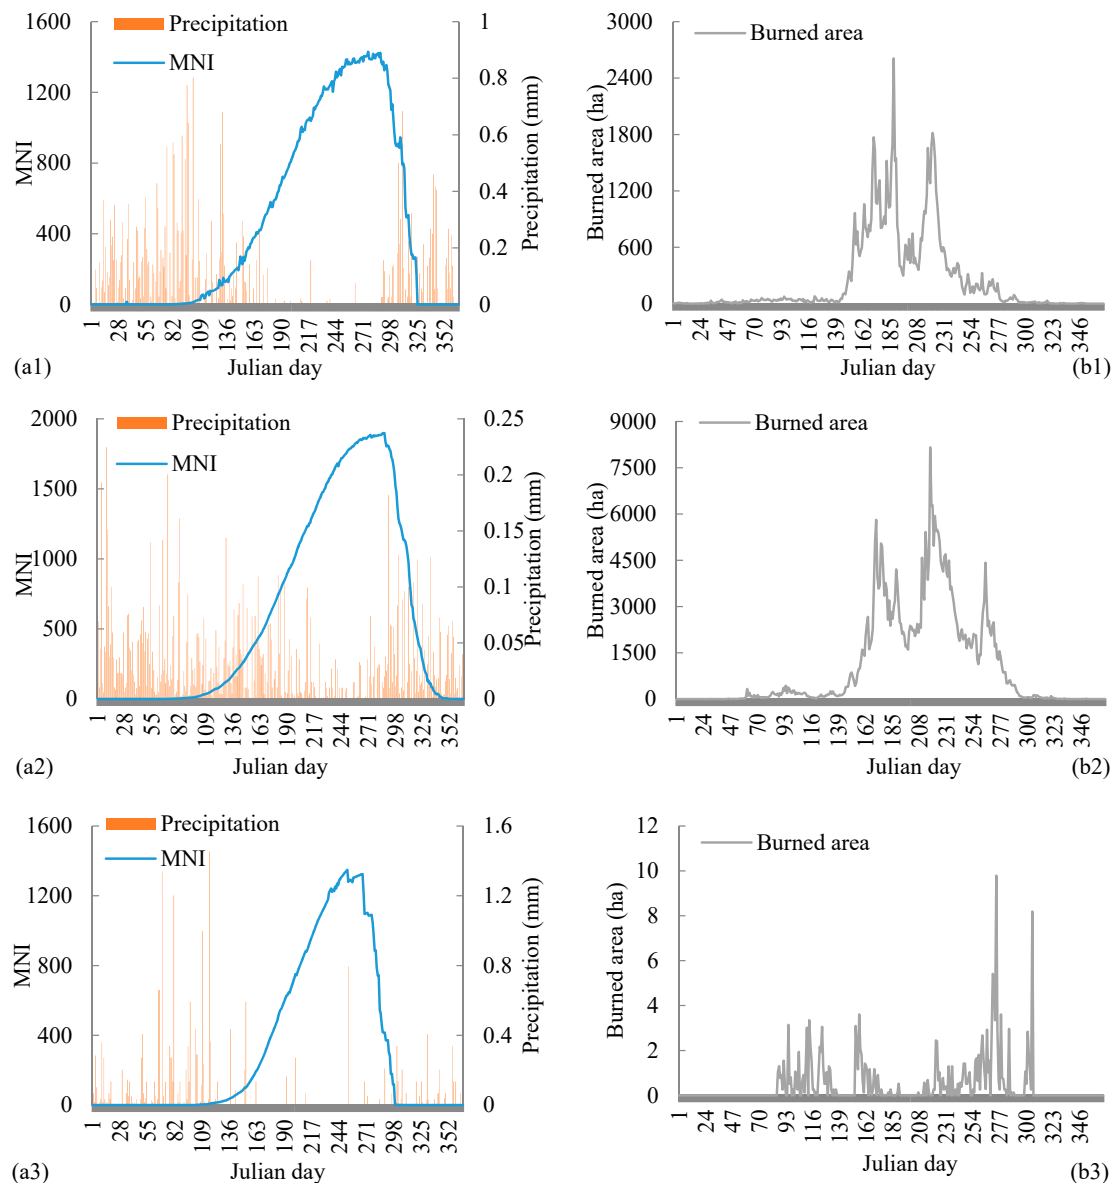 Precipitation
MNI
1600
1200
800
400
0
MNI
1
0.8
0.6
0.4
0.2
0
Precipitation (mm)
1 28 55 82 109 136 163 190 217 244 271 298 325 352
Julian day
(a1)
Burned area
3000
2400
1800
1200
600
0
Burned area (ha)
1 24 47 70 93 116 139 162 185 208 231 254 277 300 323 346
Julian day
(b1)
Precipitation
MNI
2000
1500
1000
500
0
MNI
0.25
0.2
0.15
0.1
0.05
0
Precipitation (mm)
1 28 55 82 109 136 163 190 217 244 271 298 325 352
Julian day
(a2)
Burned area
9000
7500
6000
4500
3000
1500
0
Burned area (ha)
1 24 47 70 93 116 139 162 185 208 231 254 277 300 323 346
Julian day
(b2)
Precipitation
MNI
1600
1200
800
400
0
MNI
1.6
1.2
0.8
0.4
0
Precipitation (mm)
1 28 55 82 109 136 163 190 217 244 271 298 325 352
Julian day
(a3)
Burned area
12
10
8
6
4
2
0
Burned area (ha)
1 24 47 70 93 116 139 162 185 208 231 254 277 300 323 346
Julian day
(b3)